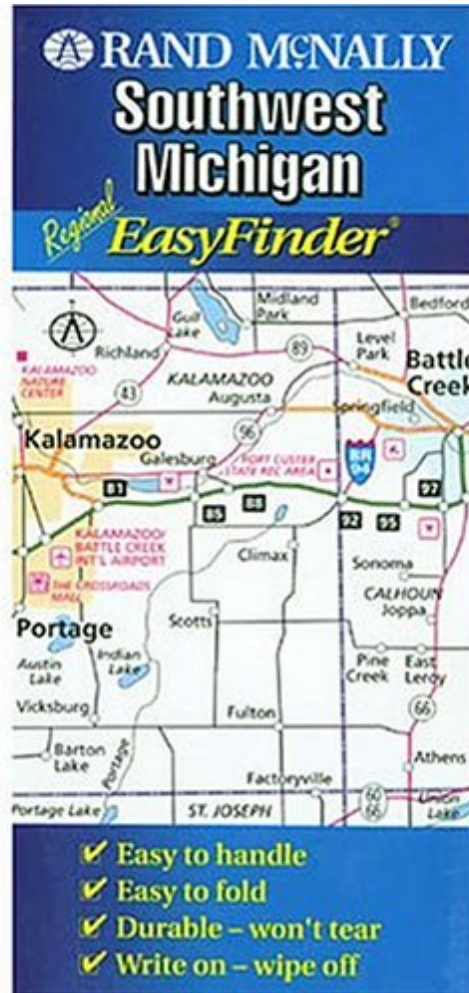 RAND McNALLY
Southwest
Michigan
Regional
EasyFinder®
Gull
Lake
Midland
Park
Bedford
Richland
89
Level
Park
Battle
Creek
KALAMAZOO
NATURE
CENTER
43
KALAMAZOO
Augusta
Springfield
96
Kalamazoo
Galesburg
FORT CUSTER
STATE REC AREA
BR
94
81
85
88
92
95
97
KALAMAZOO/
BATTLE CREEK
INT'L AIRPORT
Climax
THE CROSSROADS
MALL
Sonoma
CALHOUN
Joppa
Scotts
Portage
Austin
Lake
Indian
Lake
Pine
Creek
East
Leroy
Vicksburg
Fulton
66
Barton
Lake
Portage
Athens
Factoryville
60
66
Portage Lake
ST. JOSEPH
Union
Lake
✔ Easy to handle
✔ Easy to fold
✔ Durable – won't tear
✔ Write on – wipe off